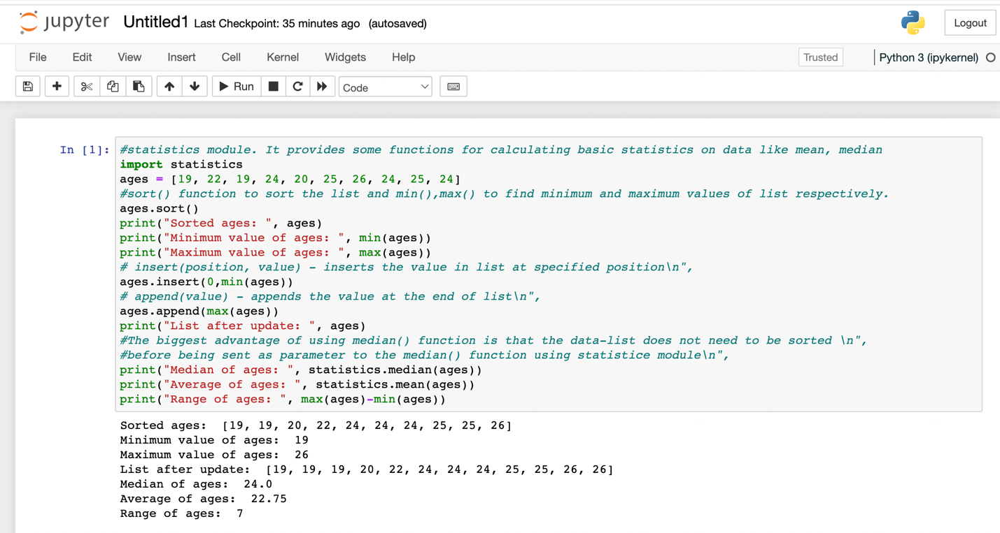 jupyter Untitled1 Last Checkpoint: 35 minutes ago (autosaved)
Logout
File Edit View Insert Cell Kernel Widgets Help
Trusted
Python 3 (ipykernel)
Run
Code
In [1]:
#statistics module. It provides some functions for calculating basic statistics on data like mean, median
import statistics
ages = [19, 22, 19, 24, 20, 25, 26, 24, 25, 24]
#sort() function to sort the list and min(),max() to find minimum and maximum values of list respectively.
ages.sort()
print("Sorted ages: ", ages)
print("Minimum value of ages: ", min(ages))
print("Maximum value of ages: ", max(ages))
# insert(position, value) - inserts the value in list at specified position\n",
ages.insert(0,min(ages))
# append(value) - appends the value at the end of list\n",
ages.append(max(ages))
print("List after update: ", ages)
#The biggest advantage of using median() function is that the data-list does not need to be sorted \n",
#before being sent as parameter to the median() function using statistice module\n",
print("Median of ages: ", statistics.median(ages))
print("Average of ages: ", statistics.mean(ages))
print("Range of ages: ", max(ages)-min(ages))
Sorted ages:  [19, 19, 20, 22, 24, 24, 24, 25, 25, 26]
Minimum value of ages:  19
Maximum value of ages:  26
List after update:  [19, 19, 19, 20, 22, 24, 24, 24, 25, 25, 26, 26]
Median of ages:  24.0
Average of ages:  22.75
Range of ages:  7